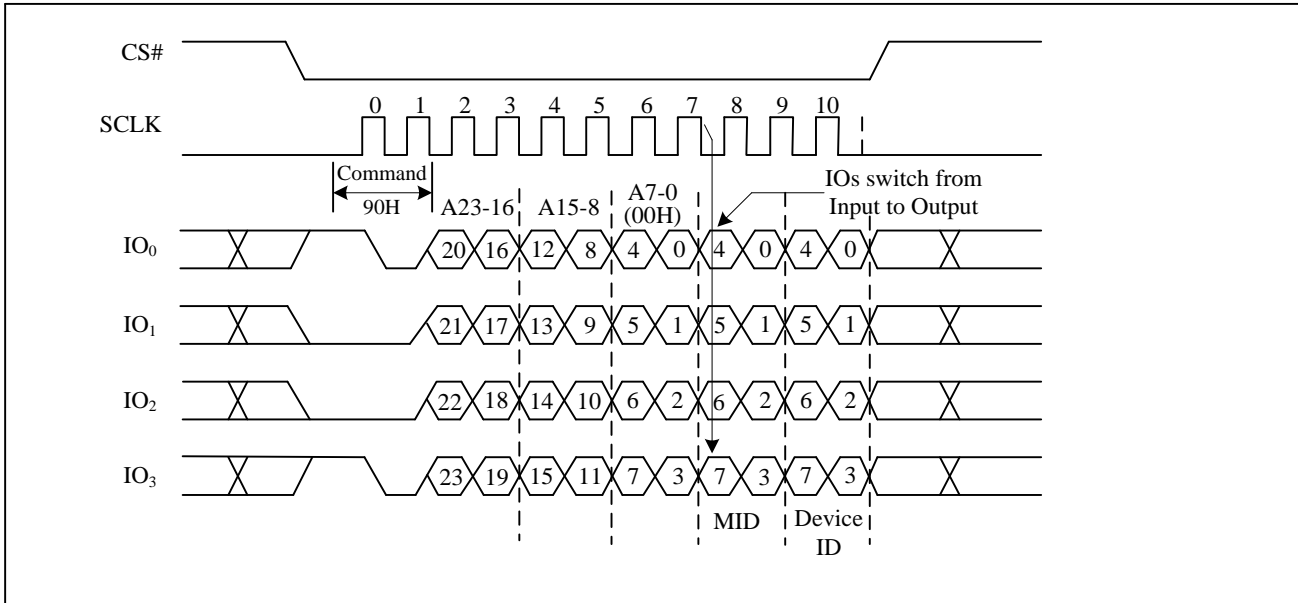 CS#
0 1 2 3 4 5 6 7 8 9 10
SCLK
Command
90H
A23-16
A15-8
A7-0
(00H)
IOs switch from
Input to Output
IO₀ 20 16 12 8 4 0 4 0 4 0
IO₁ 21 17 13 9 5 1 5 1 5 1
IO₂ 22 18 14 10 6 2 6 2 6 2
IO₃ 23 19 15 11 7 3 7 3 7 3
MID
Device
ID